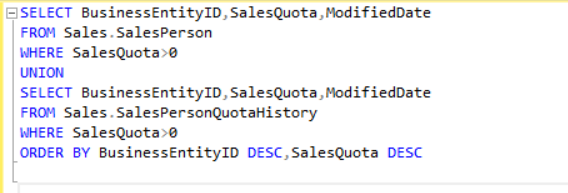 SELECT BusinessEntityID,SalesQuota,ModifiedDate
FROM Sales.SalesPerson
WHERE SalesQuota>0
UNION
SELECT BusinessEntityID,SalesQuota,ModifiedDate
FROM Sales.SalesPersonQuotaHistory
WHERE SalesQuota>0
ORDER BY BusinessEntityID DESC,SalesQuota DESC